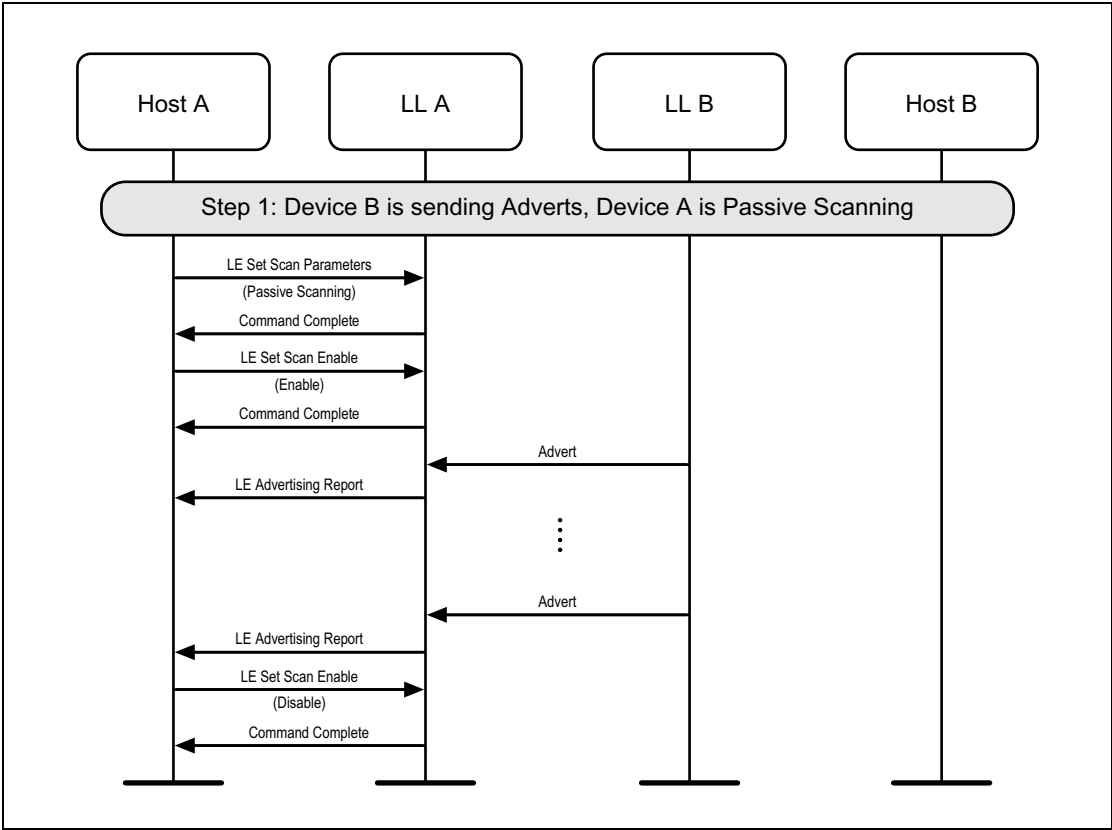 Host A
LL A
LL B
Host B
Step 1: Device B is sending Adverts, Device A is Passive Scanning
LE Set Scan Parameters
(Passive Scanning)
Command Complete
LE Set Scan Enable
(Enable)
Command Complete
Advert
LE Advertising Report
Advert
LE Advertising Report
LE Set Scan Enable
(Disable)
Command Complete